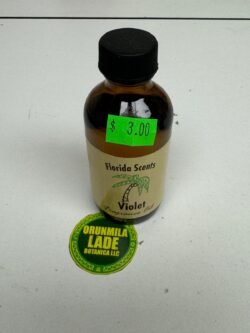 $ 3.00
Florida Scents
Violet
ORUNMILA
LADE
BOTANICA LLC